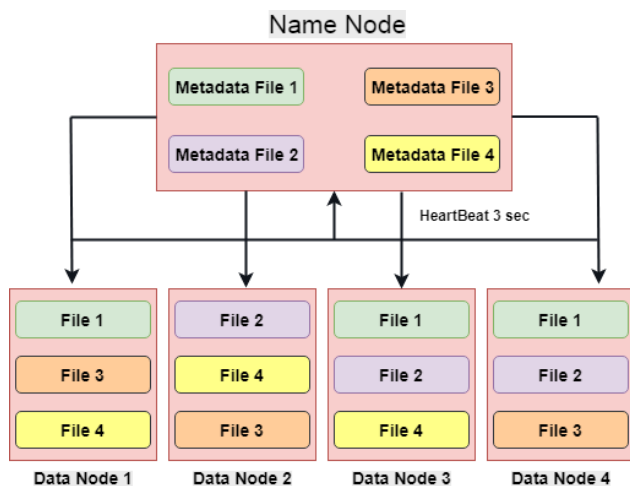 Name Node
Metadata File 1
Metadata File 3
Metadata File 2
Metadata File 4
HeartBeat 3 sec
File 1
File 3
File 4
Data Node 1
File 2
File 4
File 3
Data Node 2
File 1
File 2
File 4
Data Node 3
File 1
File 2
File 3
Data Node 4